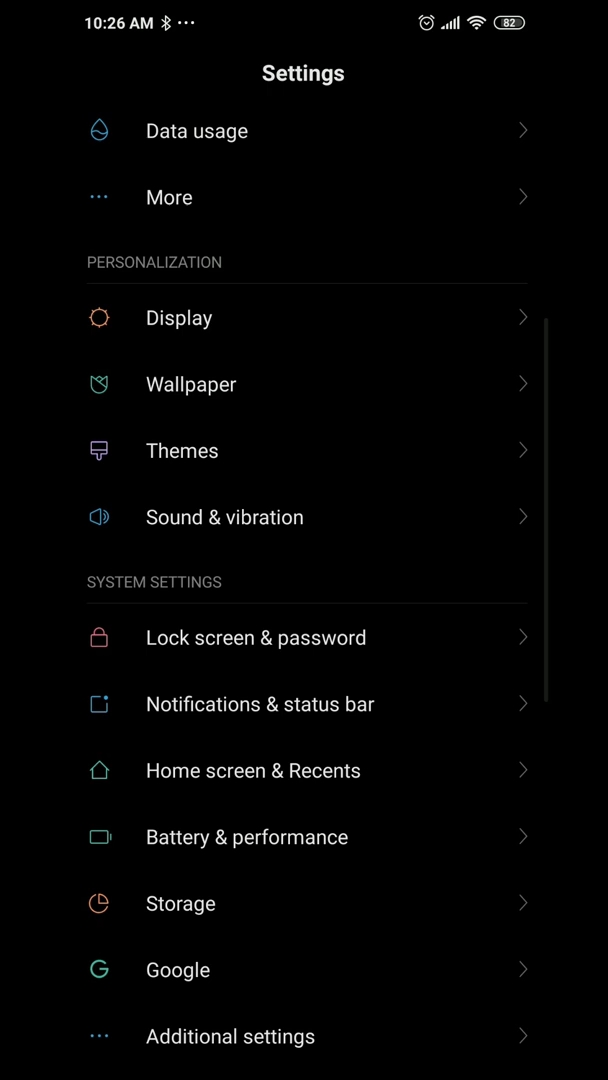 10:26 AM
82
Settings
Data usage
More
PERSONALIZATION
Display
Wallpaper
Themes
Sound & vibration
SYSTEM SETTINGS
Lock screen & password
Notifications & status bar
Home screen & Recents
Battery & performance
Storage
Google
Additional settings